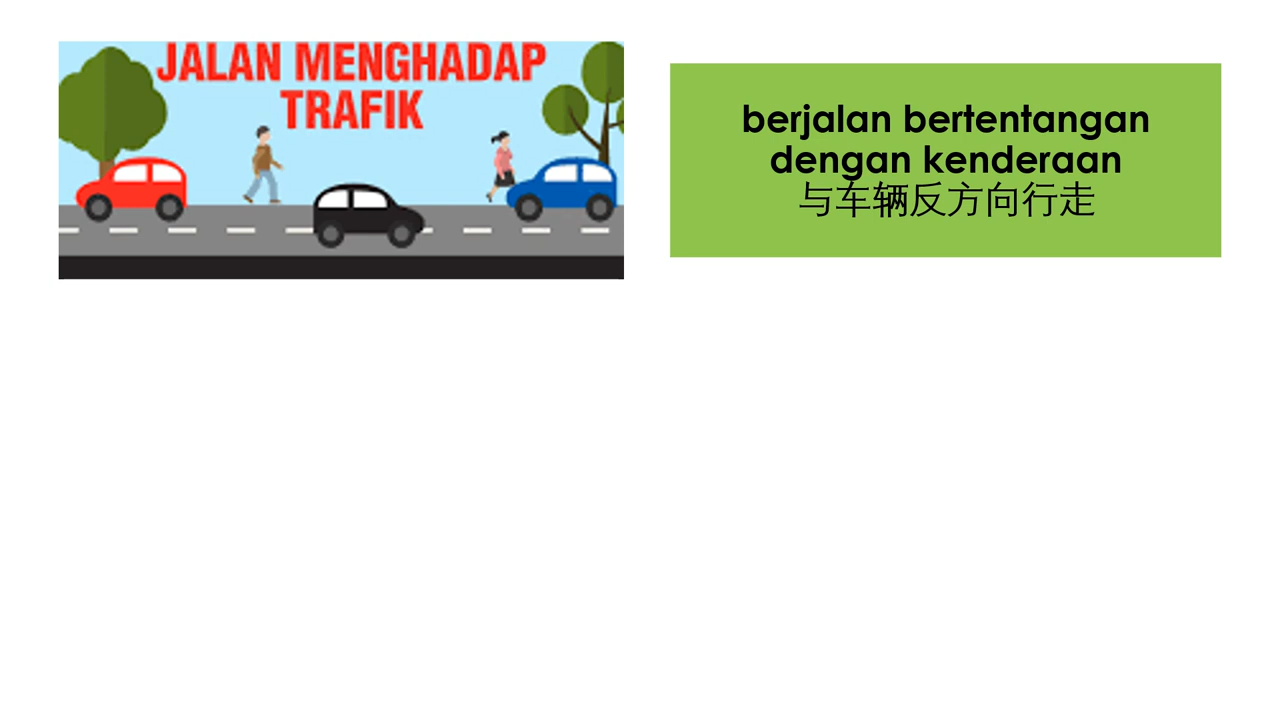 JALAN MENGHADAP
TRAFIK
berjalan bertentangan
dengan kenderaan
与车辆反方向行走